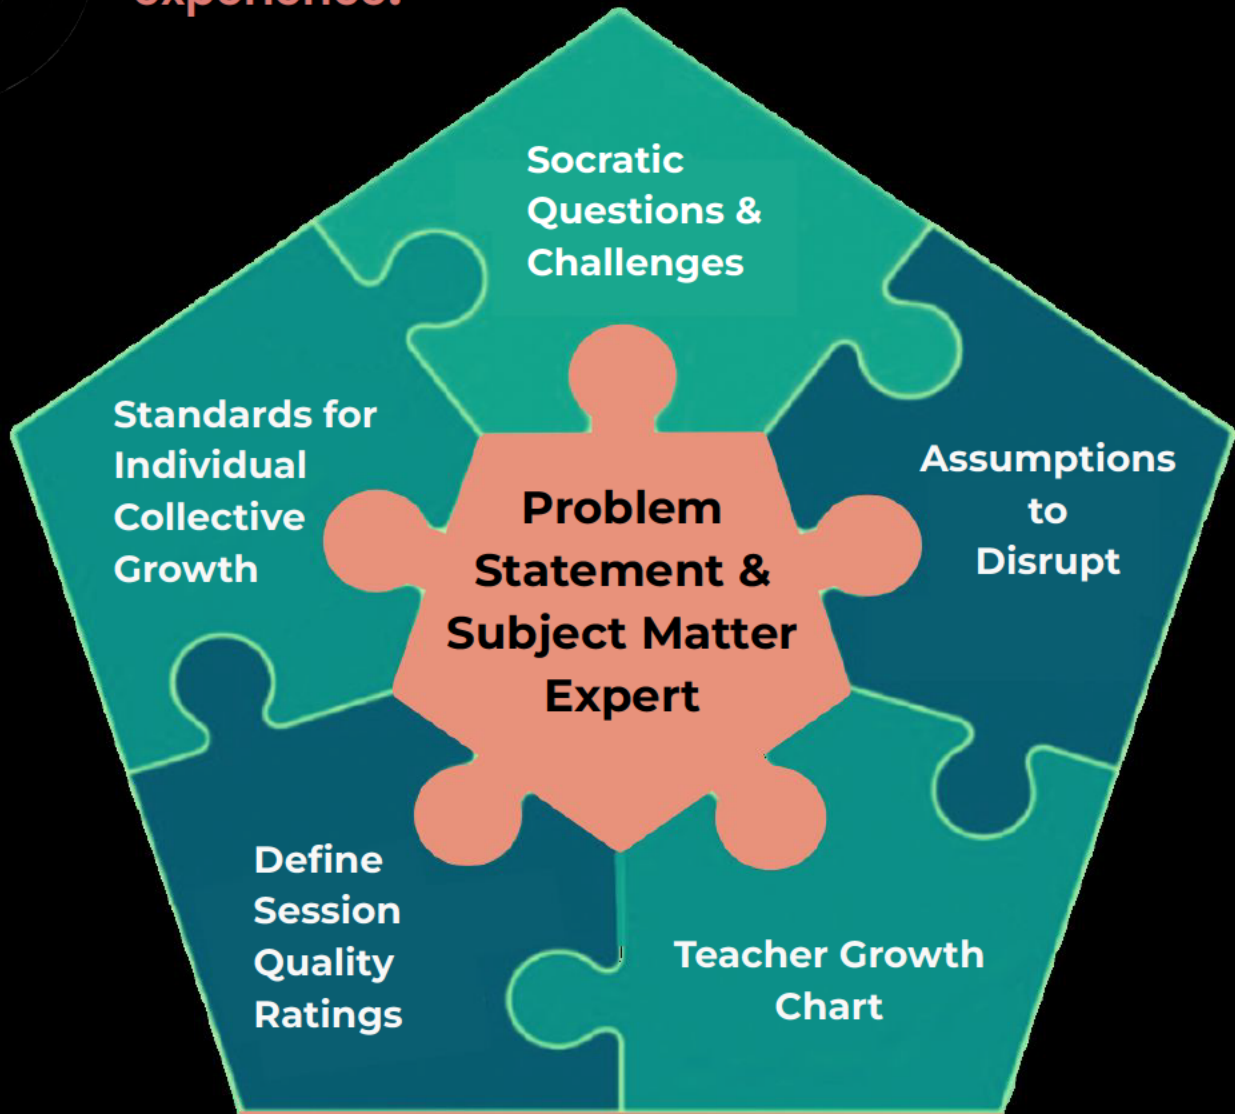 experience.
Socratic
Questions &
Challenges
Standards for
Individual
Collective
Growth
Assumptions
to
Disrupt
Problem
Statement &
Subject Matter
Expert
Define
Session
Quality
Ratings
Teacher Growth
Chart